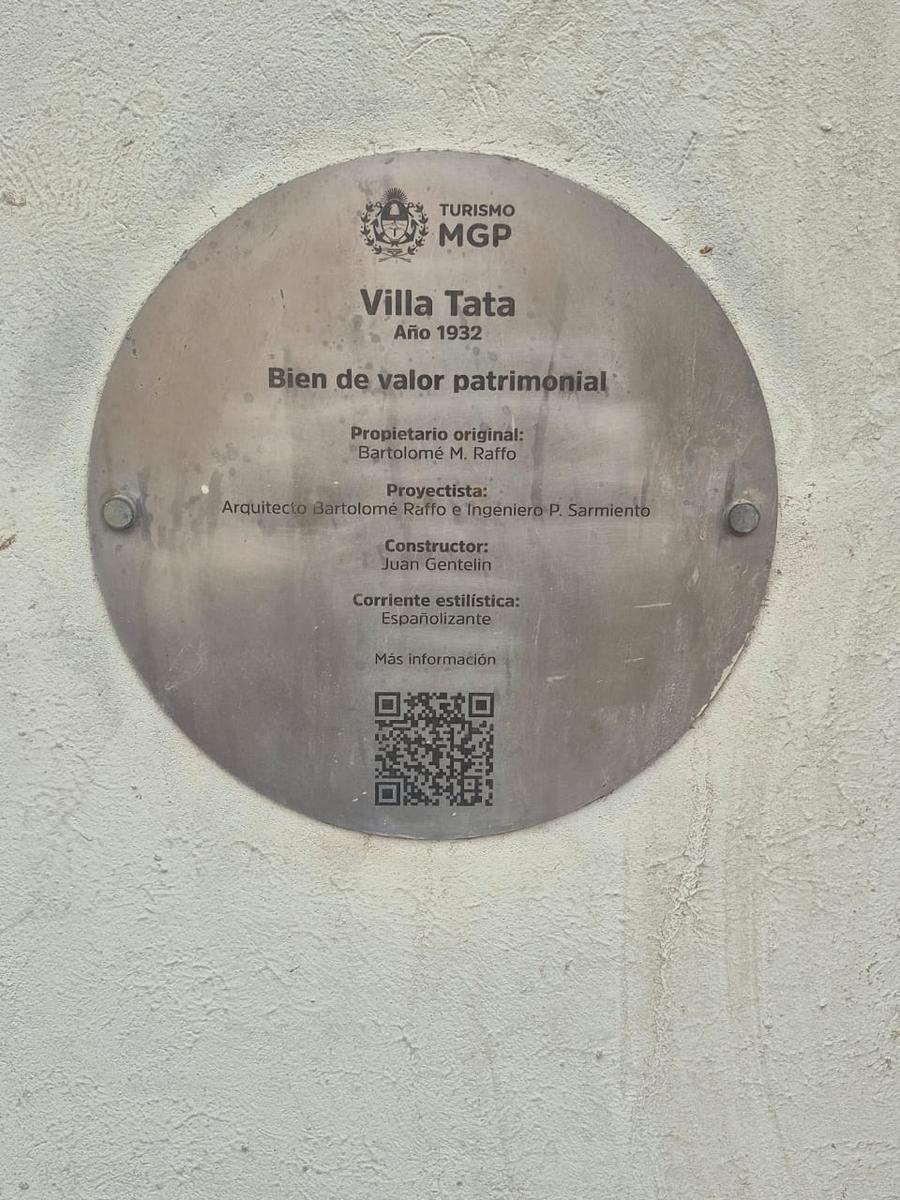 TURISMO
MGP
Villa Tata
Año 1932
Bien de valor patrimonial
Propietario original:
Bartolomé M. Raffo
Proyectista:
Arquitecto Bartolomé Raffo e Ingeniero P. Sarmiento
Constructor:
Juan Gentelin
Corriente estilística:
Españolizante
Más información